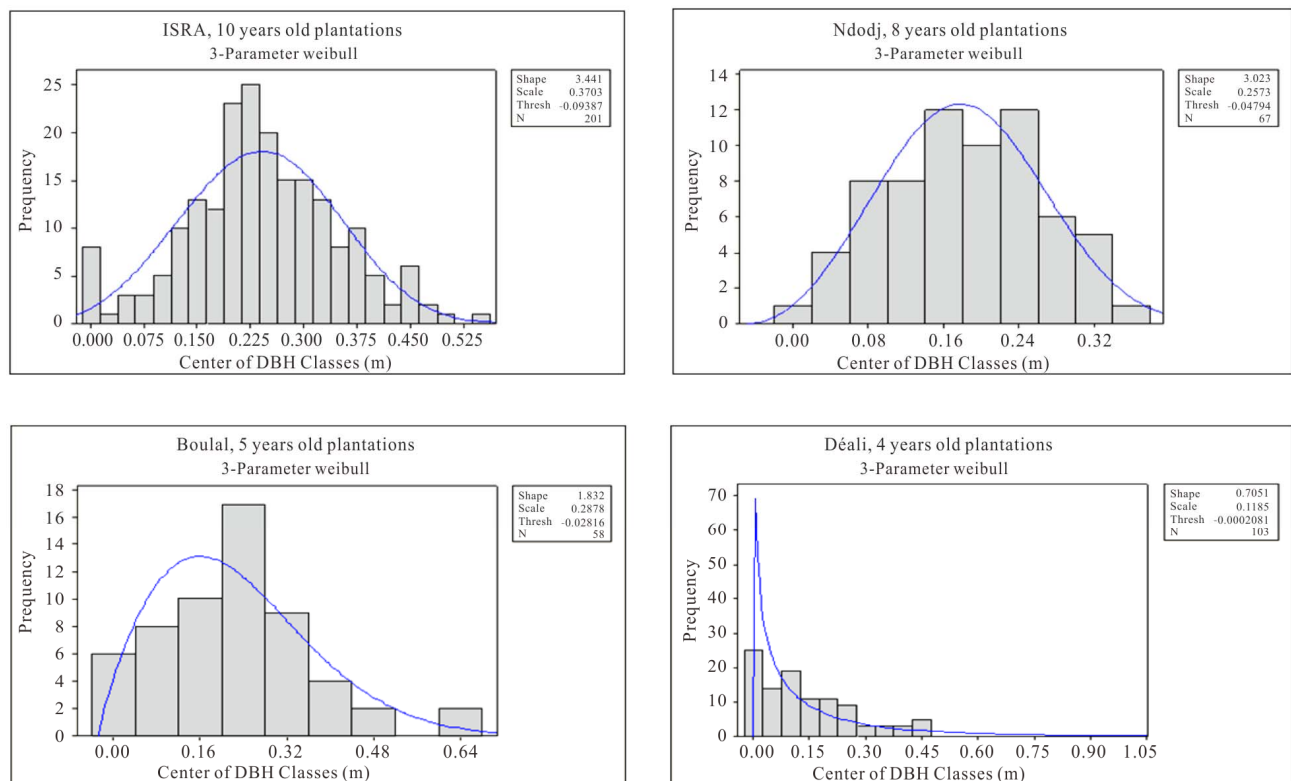 ISRA, 10 years old plantations
3-Parameter weibull
Shape 3.441
Scale 0.3703
Thresh -0.09387
N 201
25
20
15
10
5
0
Prequency
0.000 0.075 0.150 0.225 0.300 0.375 0.450 0.525
Center of DBH Classes (m)
Ndodj, 8 years old plantations
3-Parameter weibull
Shape 3.023
Scale 0.2573
Thresh -0.04794
N 67
14
12
10
8
6
4
2
0
Prequency
0.00 0.08 0.16 0.24 0.32
Center of DBH Classes (m)
Boulal, 5 years old plantations
3-Parameter weibull
Shape 1.832
Scale 0.2878
Thresh -0.02816
N 58
18
16
14
12
10
8
6
4
2
0
Prequency
0.00 0.16 0.32 0.48 0.64
Center of DBH Classes (m)
Déali, 4 years old plantations
3-Parameter weibull
Shape 0.7051
Scale 0.1185
Thresh -0.0002081
N 103
70
60
50
40
30
20
10
0
Prequency
0.00 0.15 0.30 0.45 0.60 0.75 0.90 1.05
Center of DBH Classes (m)